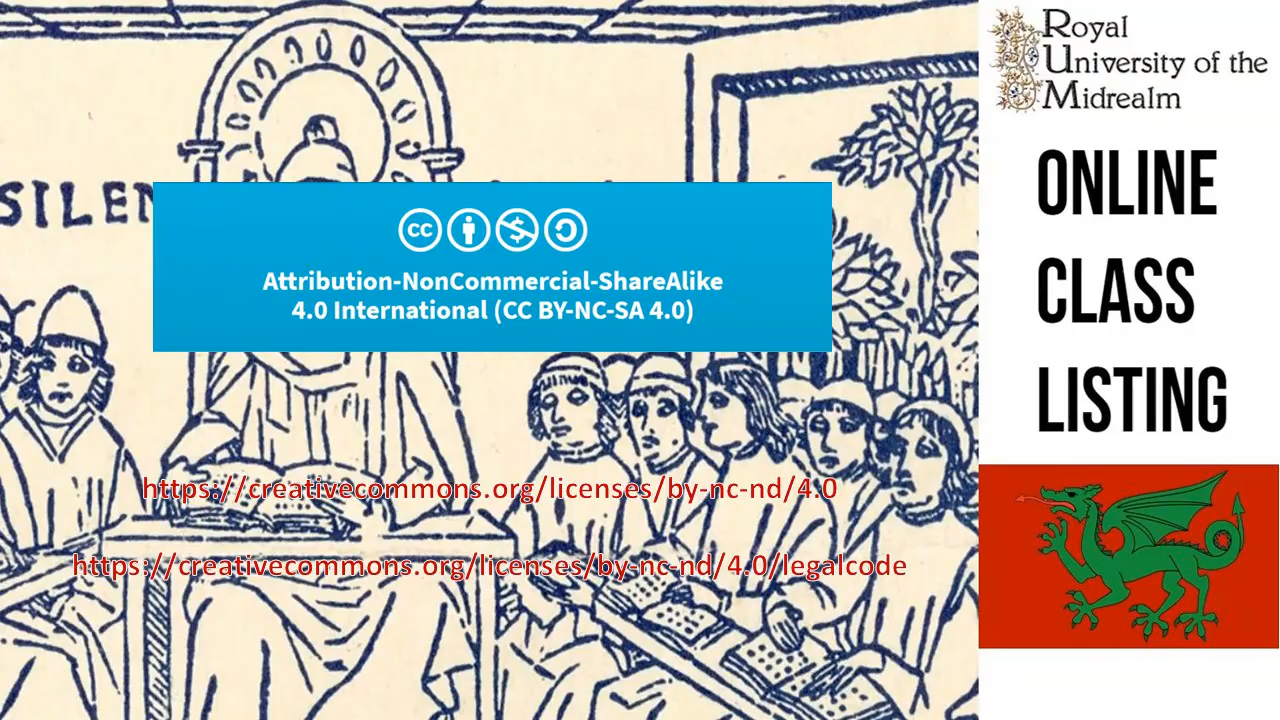 SILEN
cc
Attribution-NonCommercial-ShareAlike
4.0 International (CC BY-NC-SA 4.0)
https://creativecommons.org/licenses/by-nc-nd/4.0
https://creativecommons.org/licenses/by-nc-nd/4.0/legalcode
Royal
University of the
Midrealm
ONLINE
CLASS
LISTING